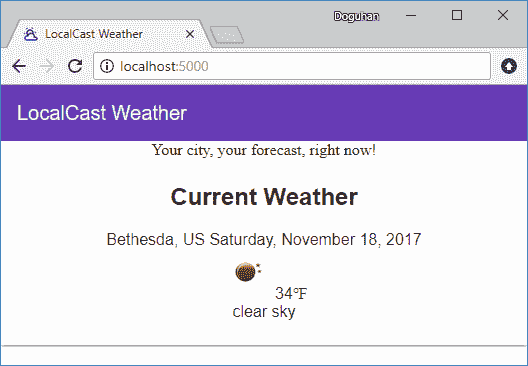 Doguhan
LocalCast Weather
localhost:5000
LocalCast Weather
Your city, your forecast, right now!
Current Weather
Bethesda, US Saturday, November 18, 2017
34°F
clear sky